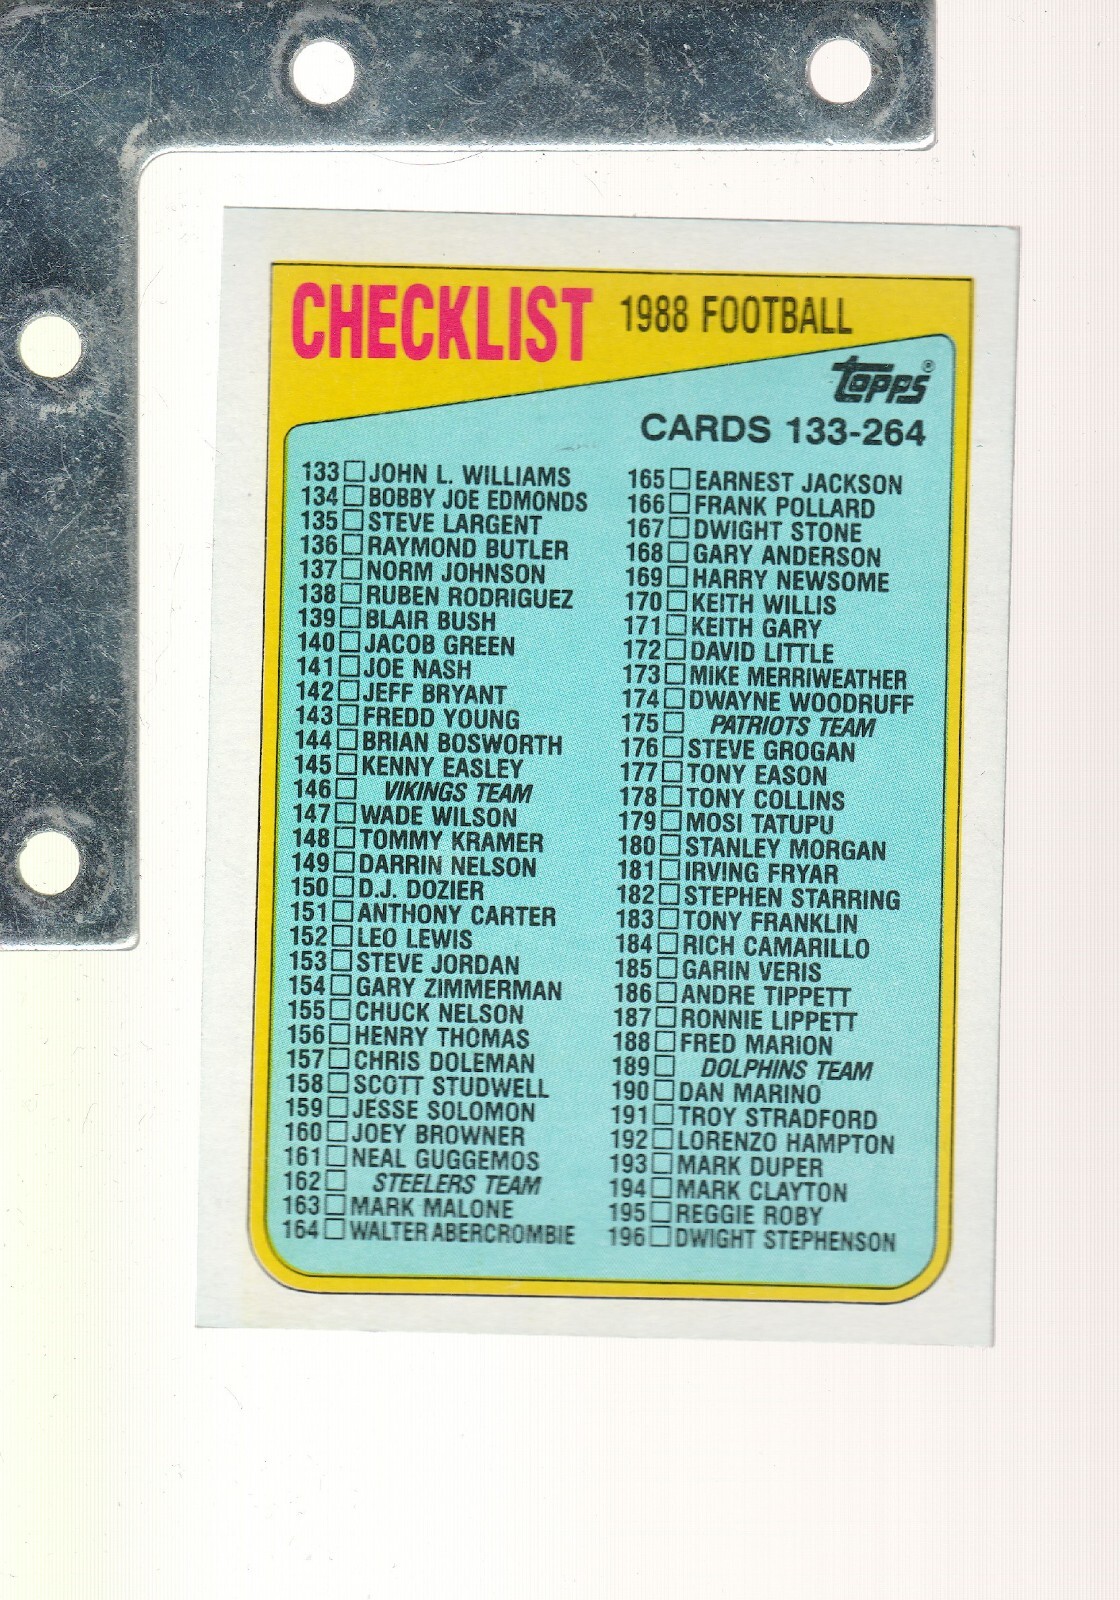 CHECKLIST 1988 FOOTBALL
topps®
CARDS 133-264
133 JOHN L. WILLIAMS
134 BOBBY JOE EDMONDS
135 STEVE LARGENT
136 RAYMOND BUTLER
137 NORM JOHNSON
138 RUBEN RODRIGUEZ
139 BLAIR BUSH
140 JACOB GREEN
141 JOE NASH
142 JEFF BRYANT
143 FREDD YOUNG
144 BRIAN BOSWORTH
145 KENNY EASLEY
146 VIKINGS TEAM
147 WADE WILSON
148 TOMMY KRAMER
149 DARRIN NELSON
150 D.J. DOZIER
151 ANTHONY CARTER
152 LEO LEWIS
153 STEVE JORDAN
154 GARY ZIMMERMAN
155 CHUCK NELSON
156 HENRY THOMAS
157 CHRIS DOLEMAN
158 SCOTT STUDWELL
159 JESSE SOLOMON
160 JOEY BROWNER
161 NEAL GUGGEMOS
162 STEELERS TEAM
163 MARK MALONE
164 WALTER ABERCROMBIE
165 EARNEST JACKSON
166 FRANK POLLARD
167 DWIGHT STONE
168 GARY ANDERSON
169 HARRY NEWSOME
170 KEITH WILLIS
171 KEITH GARY
172 DAVID LITTLE
173 MIKE MERRIWEATHER
174 DWAYNE WOODRUFF
175 PATRIOTS TEAM
176 STEVE GROGAN
177 TONY EASON
178 TONY COLLINS
179 MOSI TATUPU
180 STANLEY MORGAN
181 IRVING FRYAR
182 STEPHEN STARRING
183 TONY FRANKLIN
184 RICH CAMARILLO
185 GARIN VERIS
186 ANDRE TIPPETT
187 RONNIE LIPPETT
188 FRED MARION
189 DOLPHINS TEAM
190 DAN MARINO
191 TROY STRADFORD
192 LORENZO HAMPTON
193 MARK DUPER
194 MARK CLAYTON
195 REGGIE ROBY
196 DWIGHT STEPHENSON